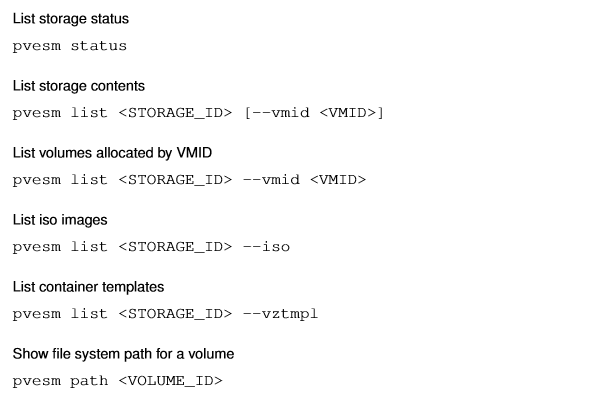 List storage status
pvesm status
List storage contents
pvesm list <STORAGE_ID> [--vmid <VMID>]
List volumes allocated by VMID
pvesm list <STORAGE_ID> --vmid <VMID>
List iso images
pvesm list <STORAGE_ID> --iso
List container templates
pvesm list <STORAGE_ID> --vztmpl
Show file system path for a volume
pvesm path <VOLUME_ID>